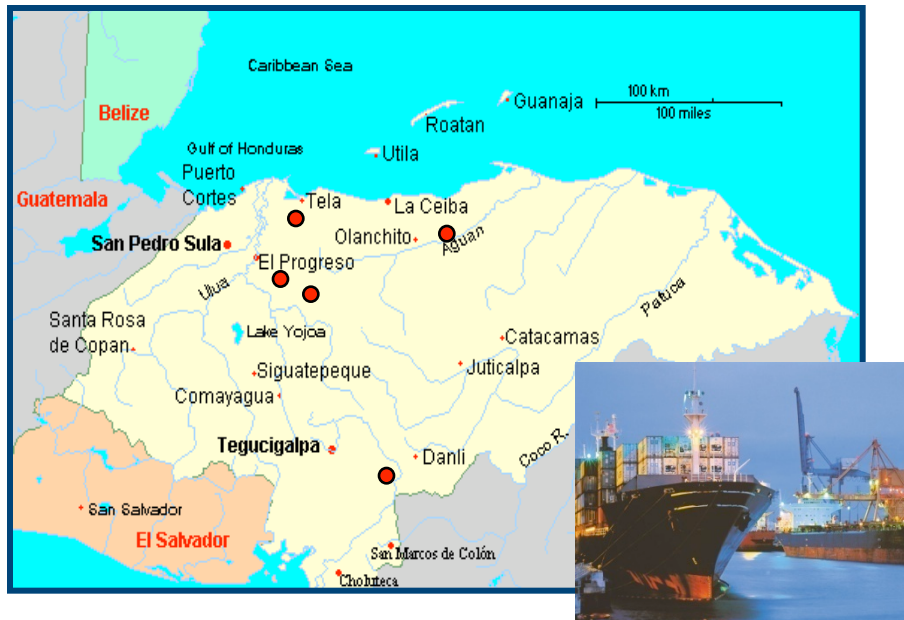 Caribbean Sea
Belize
Guanaja
100 km
100 miles
Roatan
Gulf of Honduras
Utila
Puerto
Cortes
Guatemala
Tela
La Ceiba
San Pedro Sula
Olanchito
Aguan
El Progreso
Ulua
Patuca
Santa Rosa
de Copan
Lake Yojoa
Catacamas
Siguatepeque
Juticalpa
Comayagua
Tegucigalpa
Danli
Coco R.
San Salvador
El Salvador
San Marcos de Colón
Choluteca